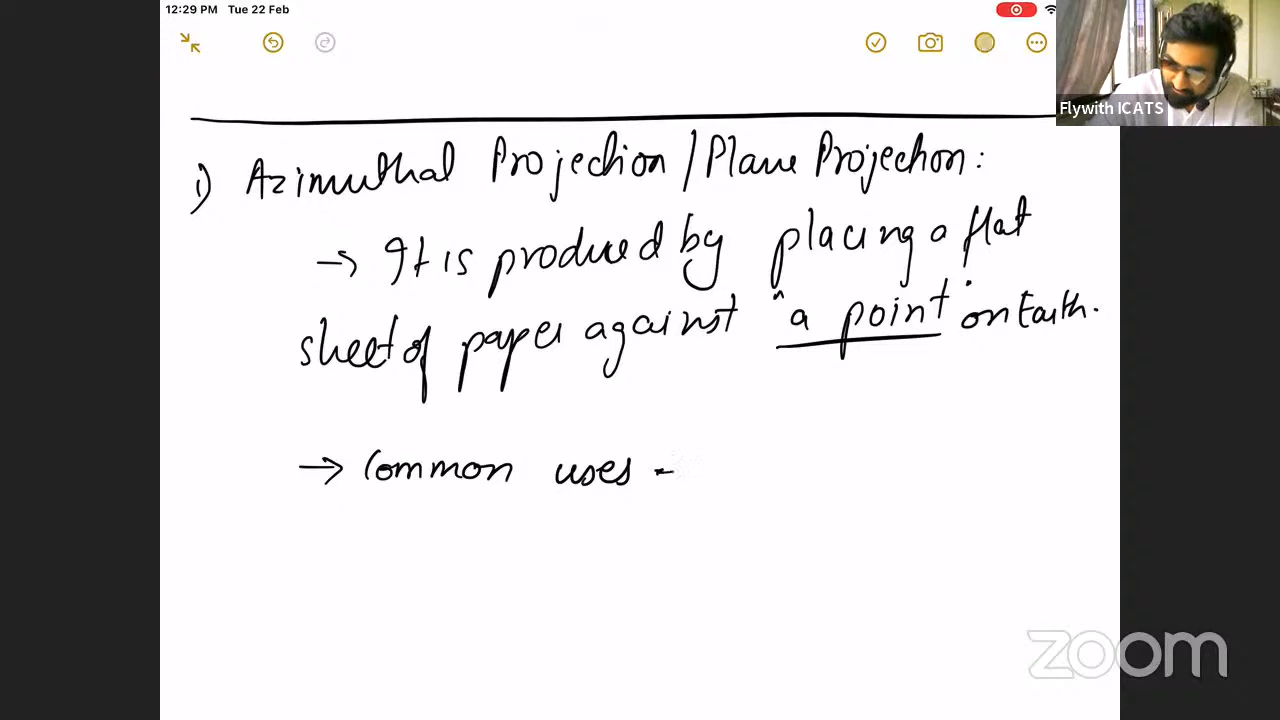 12:29 PM Tue 22 Feb
Flywith ICATS
i) Azimuthal Projection / Plane Projection:
→ It is produced by placing a flat
sheet of paper against "a point" on Earth.
→ Common uses -
zoom